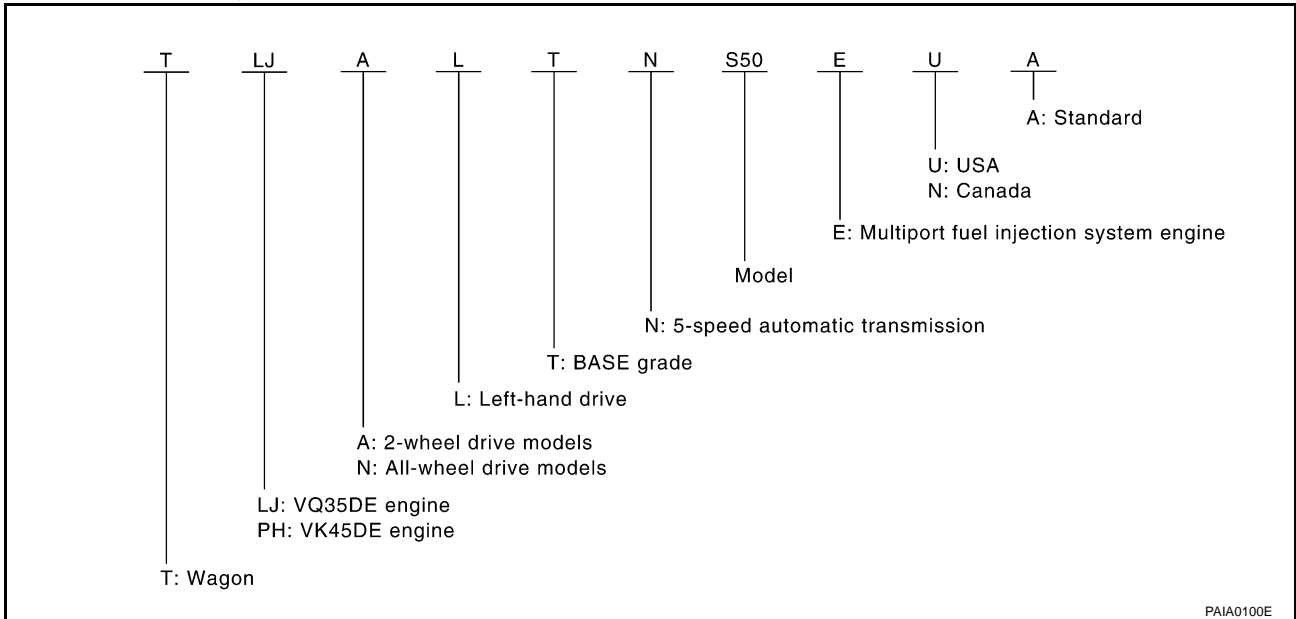 T LJ A L T N S50 E U A
A: Standard
U: USA
N: Canada
E: Multiport fuel injection system engine
Model
N: 5-speed automatic transmission
T: BASE grade
L: Left-hand drive
A: 2-wheel drive models
N: All-wheel drive models
LJ: VQ35DE engine
PH: VK45DE engine
T: Wagon
PAIA0100E